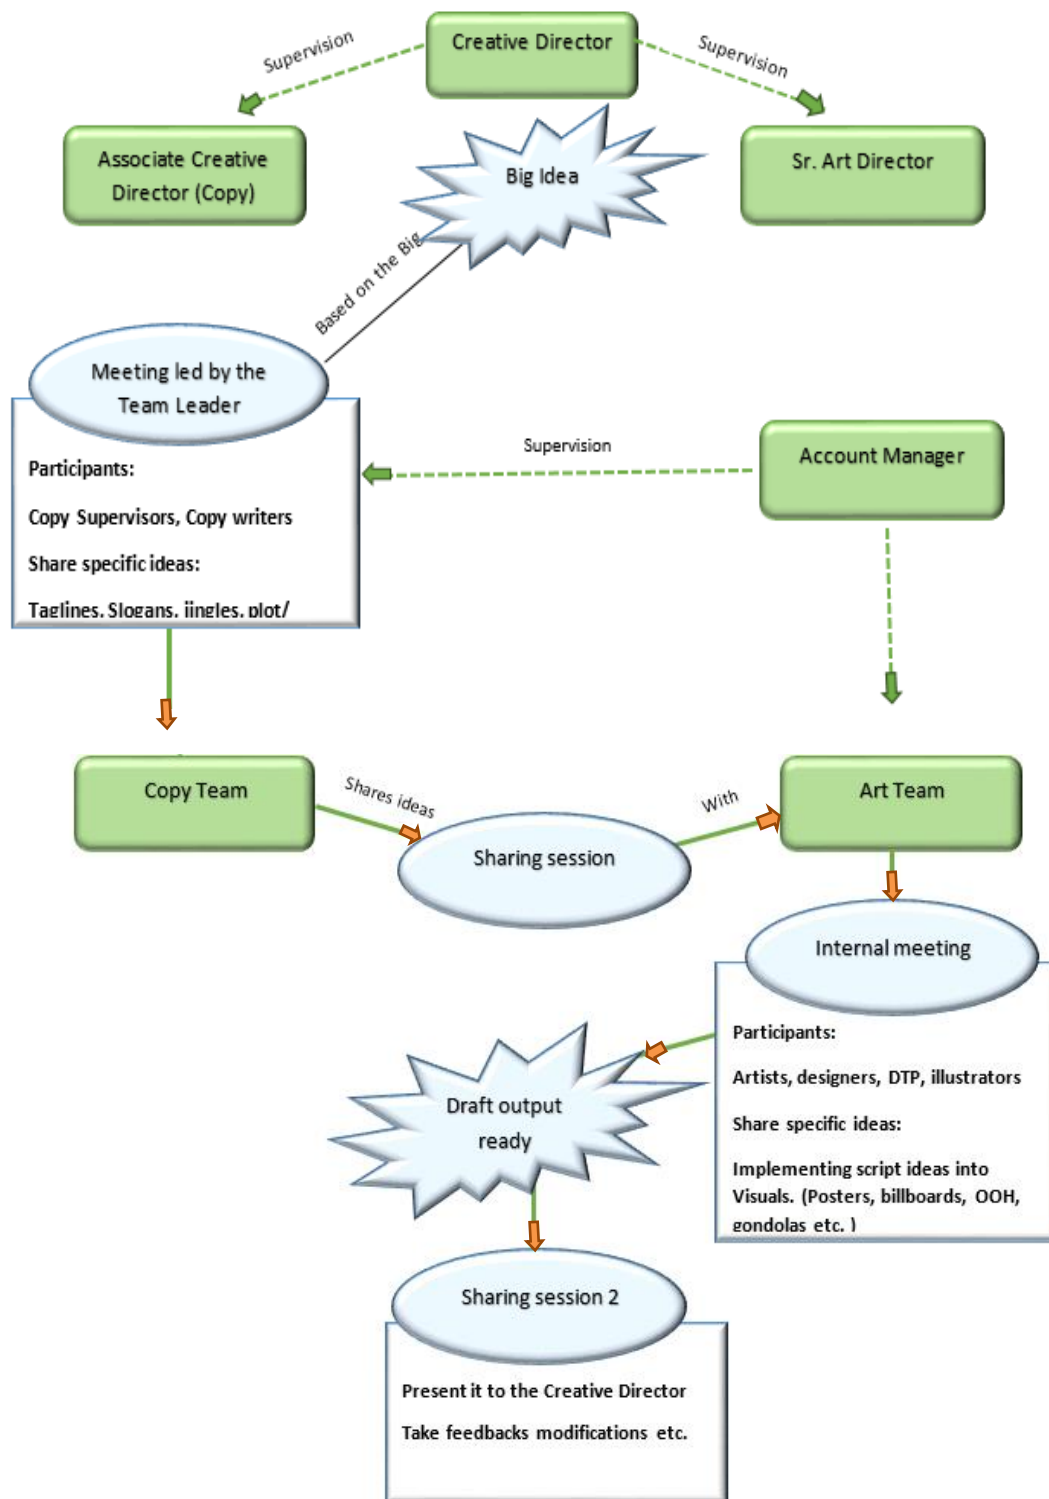 Creative Director
Supervision
Supervision
Associate Creative
Director (Copy)
Big Idea
Sr. Art Director
Based on the Big
Meeting led by the
Team Leader
Participants:
Copy Supervisors, Copy writers
Share specific ideas:
Taglines, Slogans, jingles, plot/
Supervision
Account Manager
Copy Team
Shares ideas
Sharing session
With
Art Team
Internal meeting
Participants:
Artists, designers, DTP, illustrators
Share specific ideas:
Implementing script ideas into
Visuals. (Posters, billboards, OOH,
gondolas etc. )
Draft output
ready
Sharing session 2
Present it to the Creative Director
Take feedbacks modifications etc.